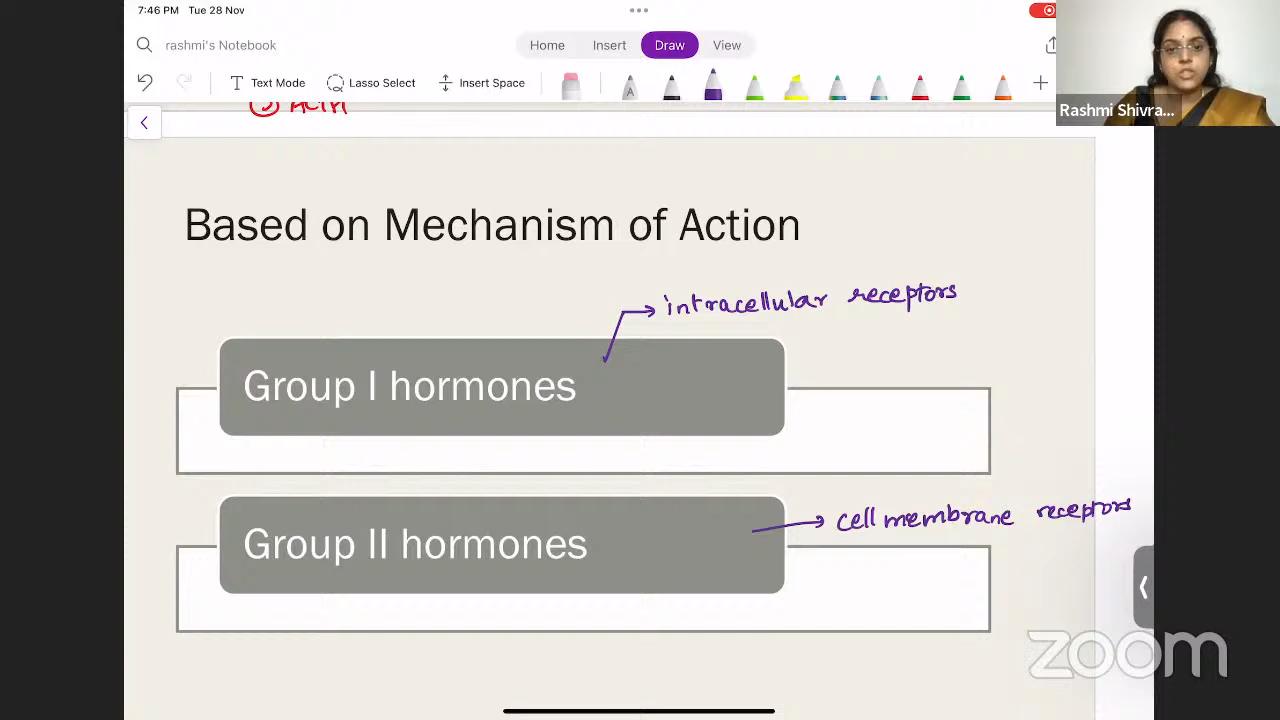 7:46 PM Tue 28 Nov
rashmi's Notebook
Home Insert Draw View
Text Mode Lasso Select Insert Space
A
Rashmi Shivra...
Based on Mechanism of Action
intracellular receptors
Group I hormones
cell membrane receptors
Group II hormones
zoom